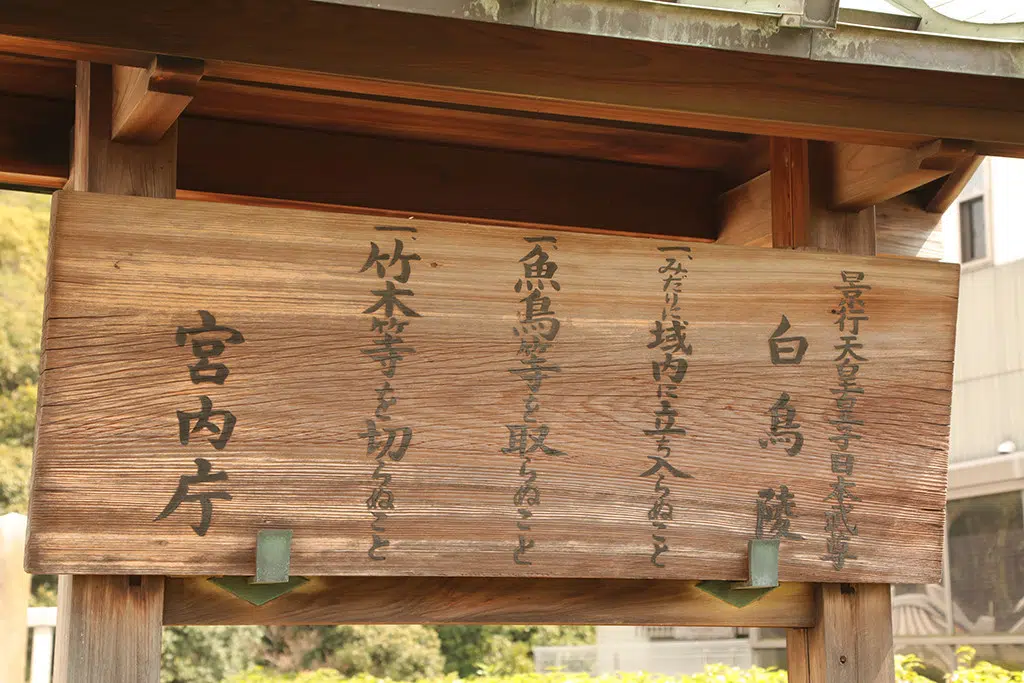 景行天皇皇子日本武尊
白鳥陵
一、みだりに域内に立ち入らぬこと
一、魚鳥等を取らぬこと
一、竹木等を切らぬこと
宮内庁